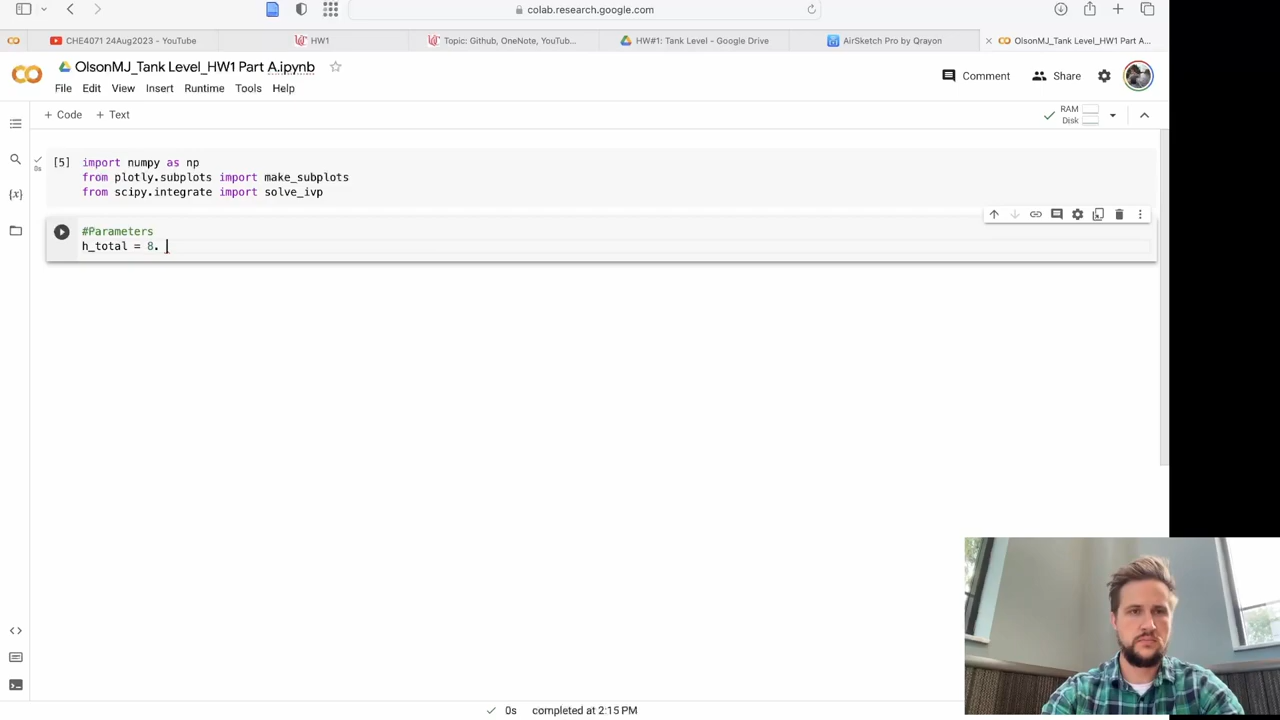 colab.research.google.com
CHE4071 24Aug2023 - YouTube
HW1
Topic: Github, OneNote, YouTub...
HW#1: Tank Level - Google Drive
AirSketch Pro by Qrayon
OlsonMJ_Tank Level_HW1 Part A...
OlsonMJ_Tank Level_HW1 Part A.ipynb
Comment
Share
File Edit View Insert Runtime Tools Help
+ Code + Text
RAM
Disk
[5]
0s
import numpy as np
from plotly.subplots import make_subplots
from scipy.integrate import solve_ivp
#Parameters
h_total = 8.
{x}
<>
0s completed at 2:15 PM